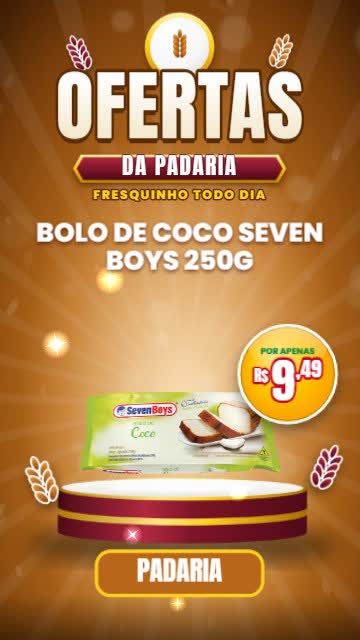 OFERTAS
DA PADARIA
FRESQUINHO TODO DIA
BOLO DE COCO SEVEN
BOYS 250G
POR APENAS
R$ 9,49
SevenBoys
Coco
PADARIA